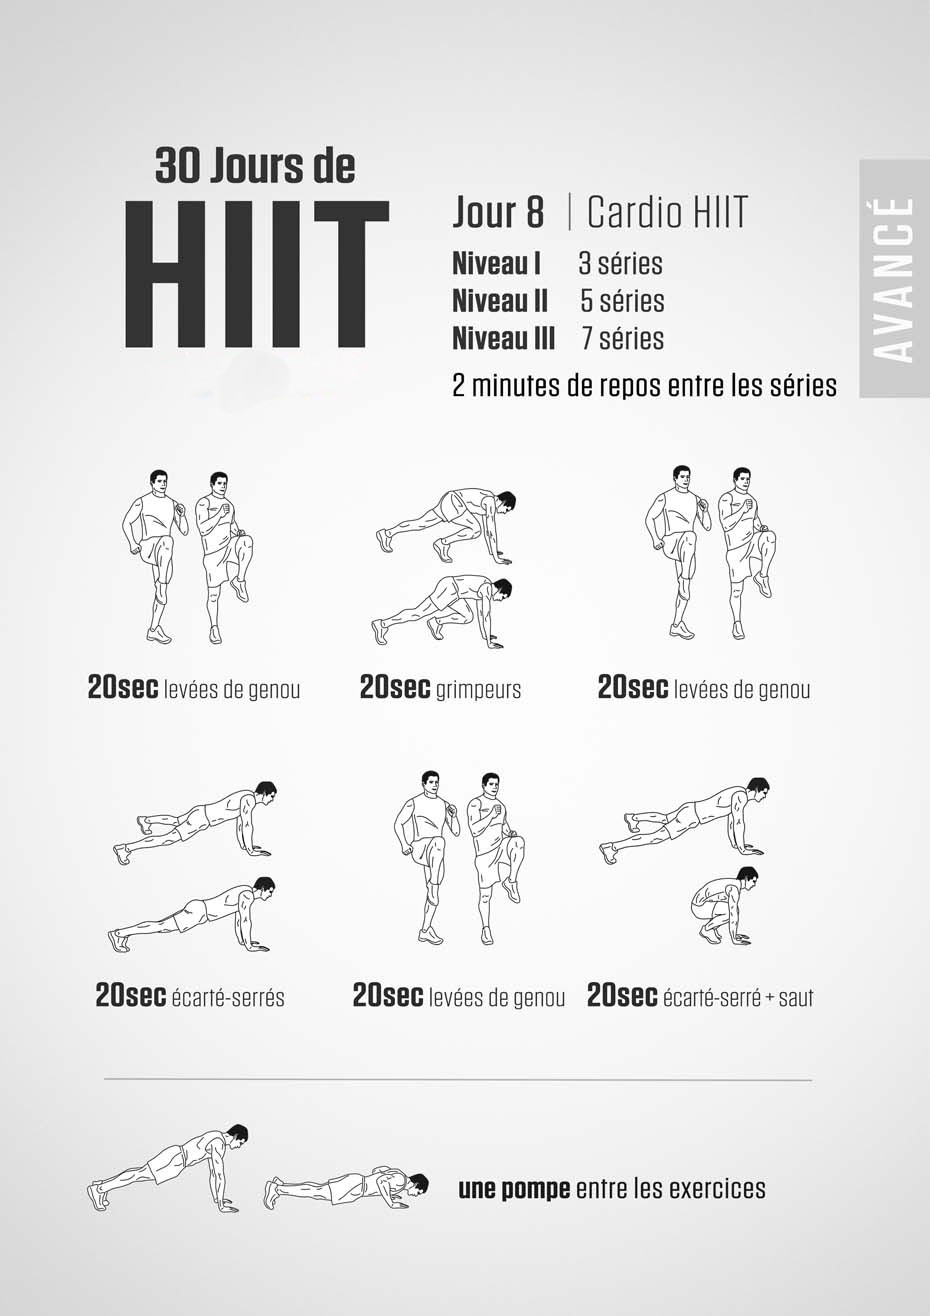 30 Jours de
HIIT
Jour 8 | Cardio HIIT
Niveau I 3 séries
Niveau II 5 séries
Niveau III 7 séries
2 minutes de repos entre les séries
AVANCÉ
20sec levées de genou
20sec grimpeurs
20sec levées de genou
20sec écarté-serrés
20sec levées de genou
20sec écarté-serré + saut
une pompe entre les exercices